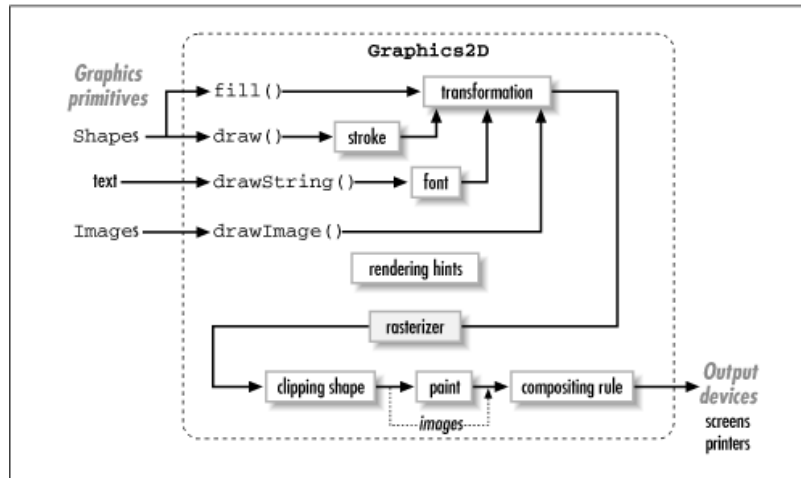 Graphics2D
Graphics
primitives
fill()
transformation
Shapes
draw()
stroke
text
drawString()
font
Images
drawImage()
rendering hints
rasterizer
clipping shape
paint
compositing rule
images
Output
devices
screens
printers